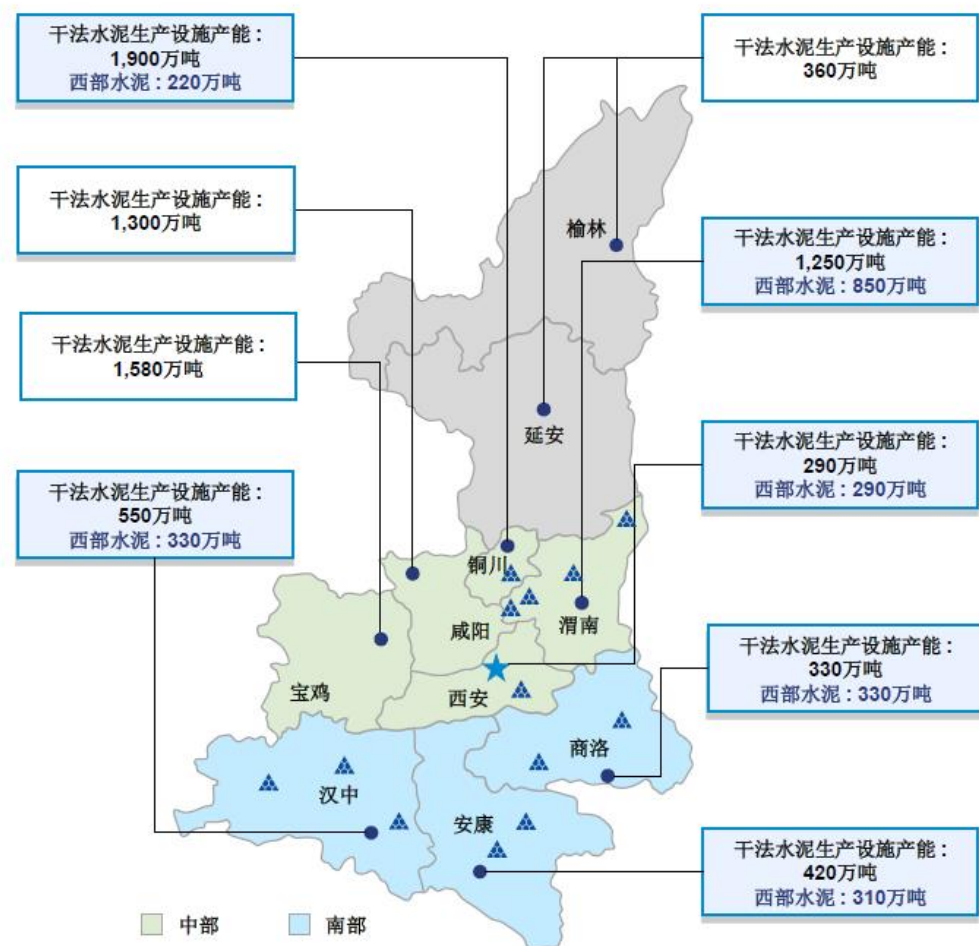 干法水泥生产设施产能：
1,900万吨
西部水泥：220万吨
干法水泥生产设施产能：
360万吨
干法水泥生产设施产能：
1,300万吨
榆林
干法水泥生产设施产能：
1,250万吨
西部水泥：850万吨
干法水泥生产设施产能：
1,580万吨
延安
干法水泥生产设施产能：
290万吨
西部水泥：290万吨
干法水泥生产设施产能：
550万吨
西部水泥：330万吨
铜川
咸阳
渭南
宝鸡
西安
干法水泥生产设施产能：
330万吨
西部水泥：330万吨
商洛
汉中
安康
干法水泥生产设施产能：
420万吨
西部水泥：310万吨
中部
南部